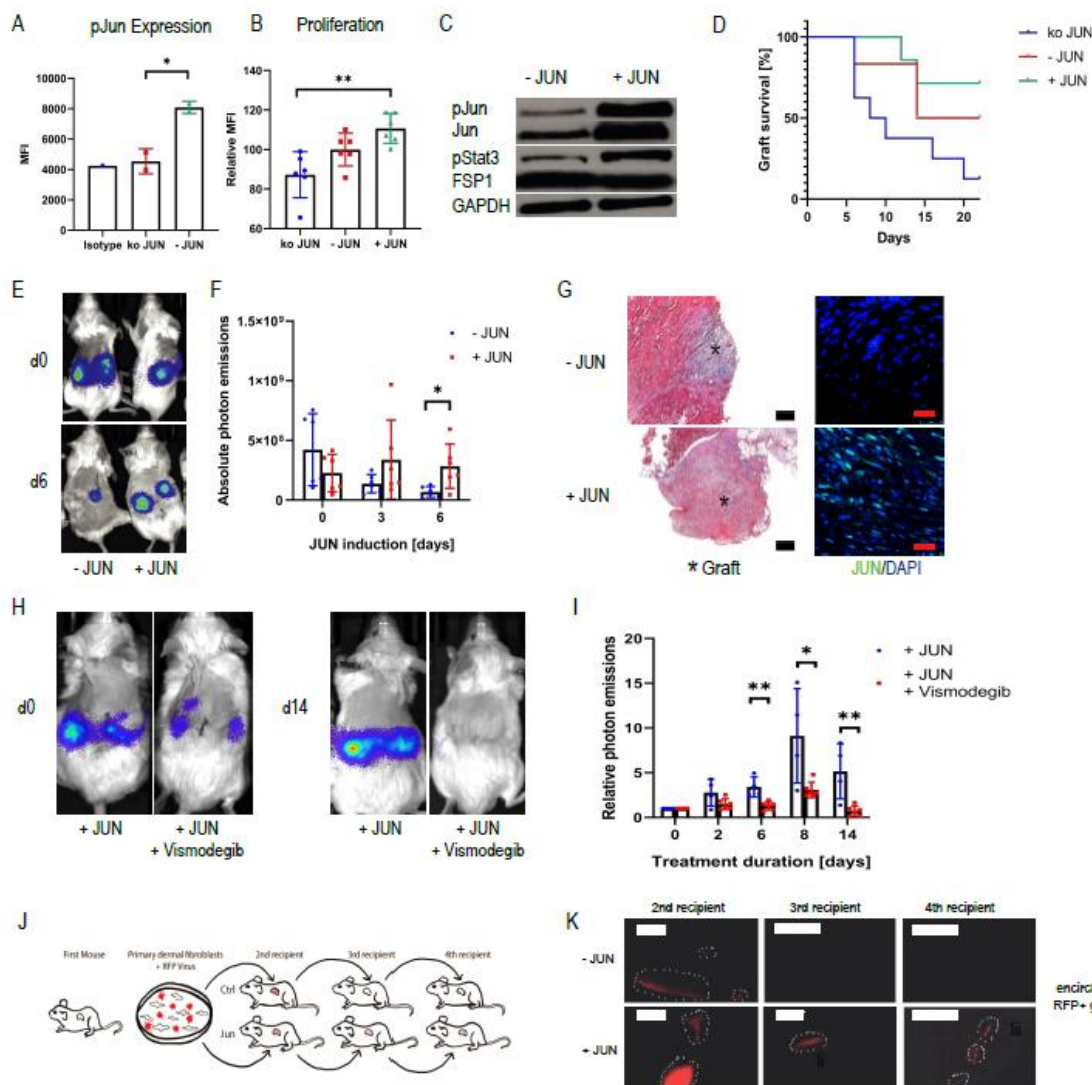 A
pJun Expression
*
10000
8000
6000
4000
2000
0
MFI
Isotype
ko JUN
- JUN
B
Proliferation
**
140
120
100
80
60
Relative MFI
ko JUN
- JUN
+ JUN
C
- JUN
+ JUN
pJun
Jun
pStat3
FSP1
GAPDH
D
ko JUN
- JUN
+ JUN
100
50
0
Graft survival [%]
0
5
10
15
20
Days
E
d0
d6
- JUN
+ JUN
F
- JUN
+ JUN
*
1.5×10⁹
1×10⁹
5×10⁸
0
Absolute photon emissions
0
3
6
JUN induction [days]
G
- JUN
*
+ JUN
*
* Graft
JUN/DAPI
H
d0
+ JUN
+ JUN
+ Vismodegib
d14
+ JUN
+ JUN
+ Vismodegib
I
+ JUN
+ JUN
+ Vismodegib
**
*
**
20
15
10
5
0
Relative photon emissions
0
2
6
8
14
Treatment duration [days]
J
First Mouse
Primary dermal fibroblasts
+ RFP Virus
2nd recipient
3rd recipient
4th recipient
Ctrl
Jun
K
2nd recipient
3rd recipient
4th recipient
- JUN
+ JUN
encirc
RFP+